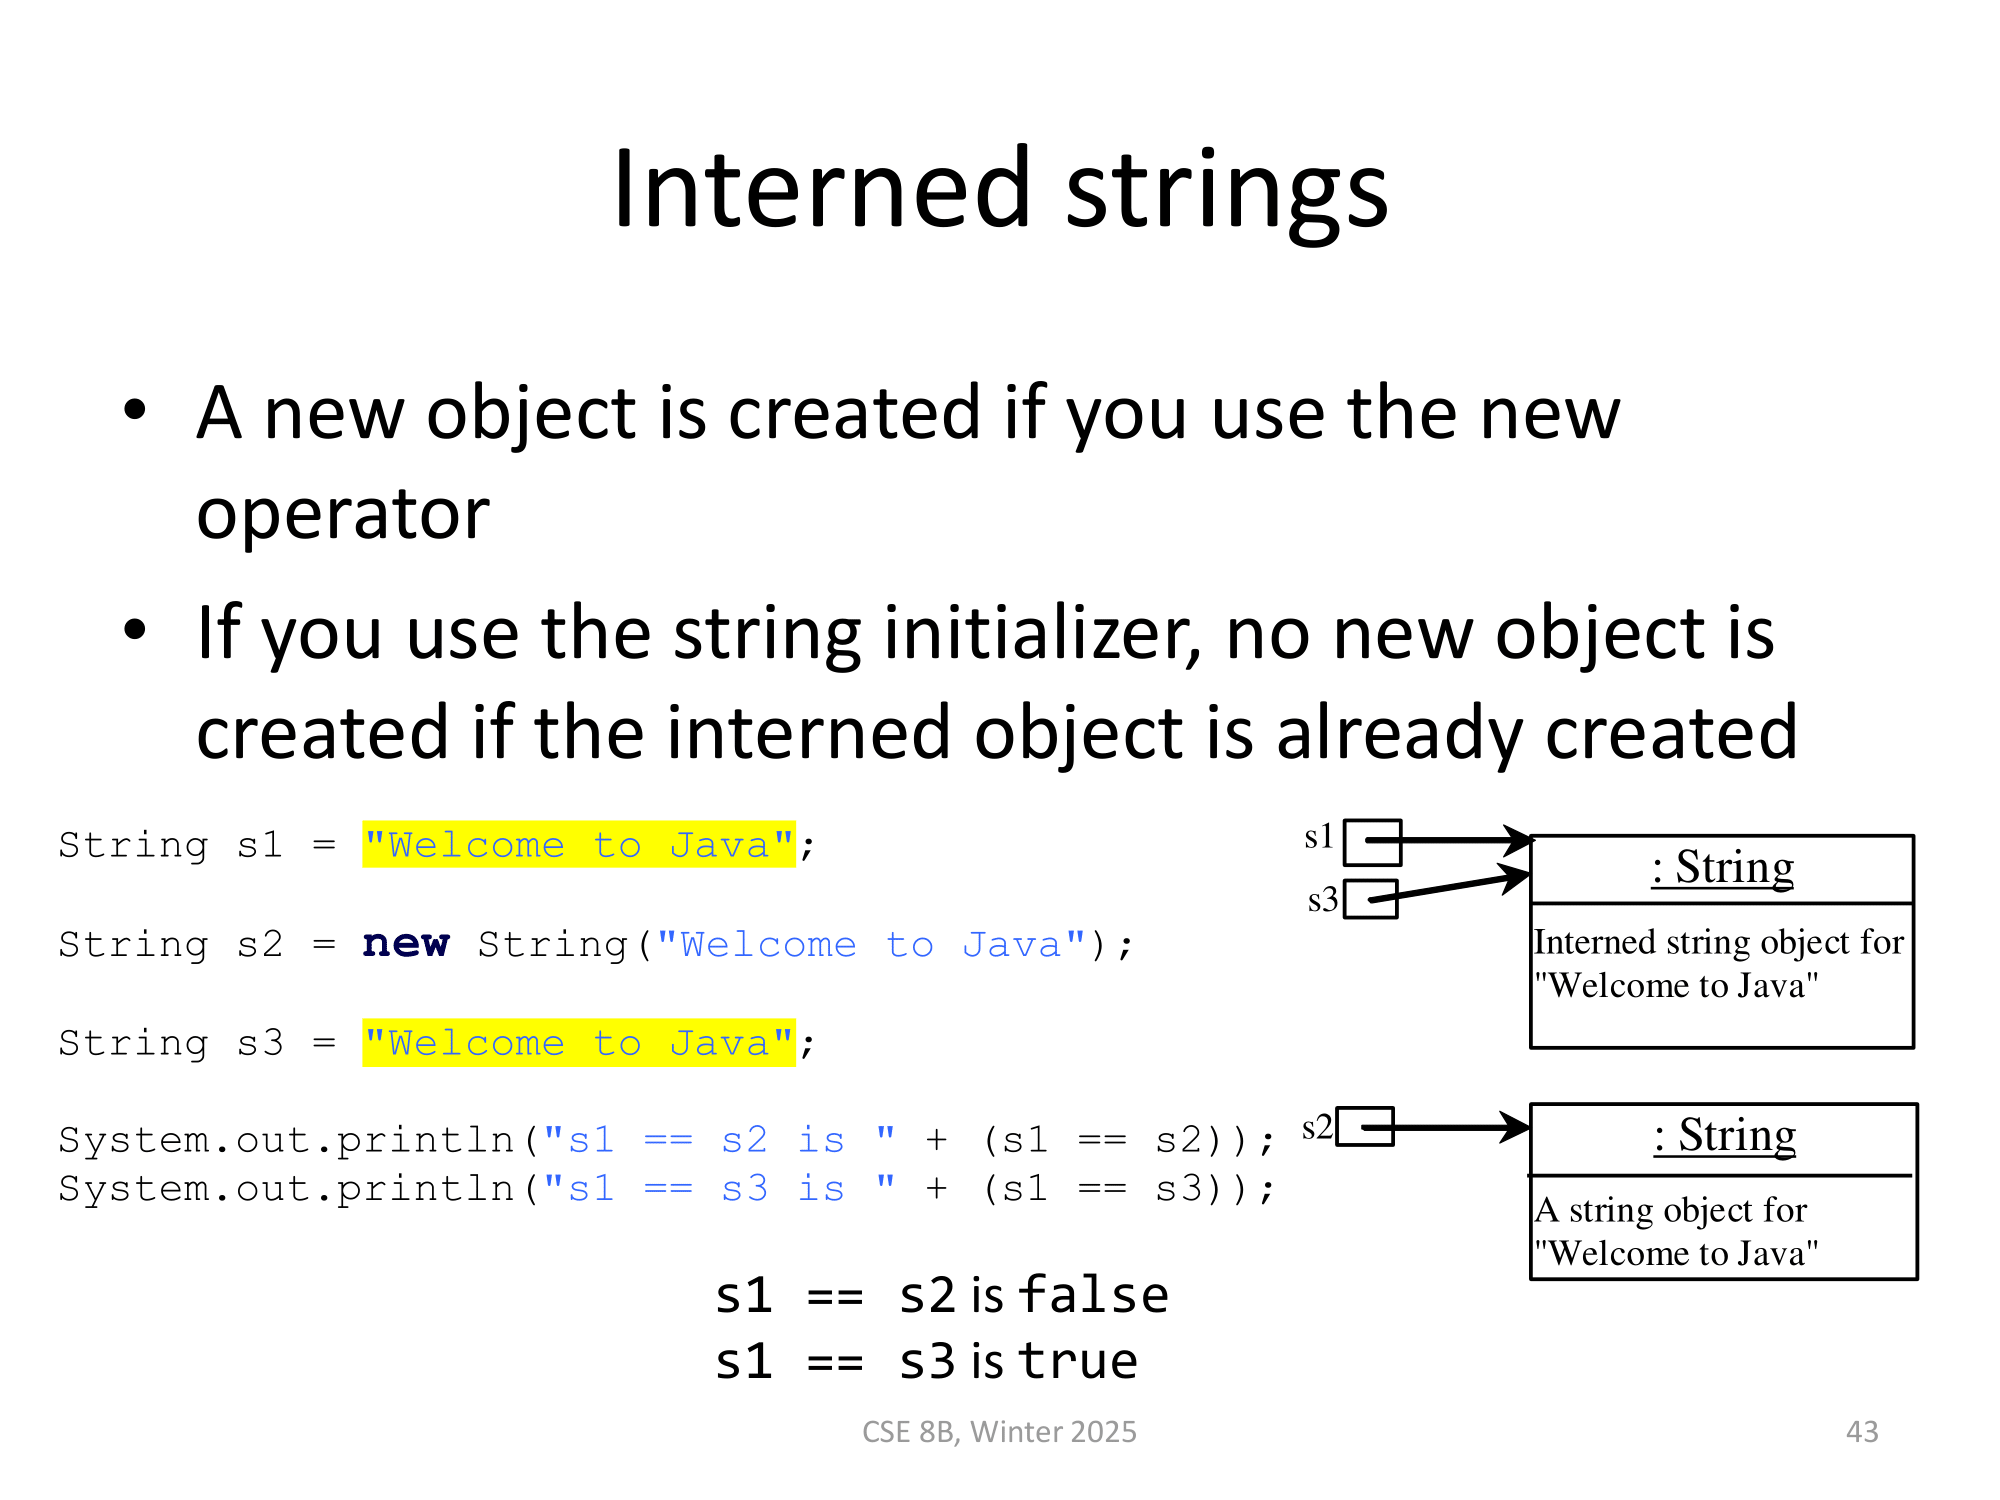 Interned strings
• A new object is created if you use the new
operator
• If you use the string initializer, no new object is
created if the interned object is already created
String s1 = "Welcome to Java";
String s2 = new String("Welcome to Java");
String s3 = "Welcome to Java";
System.out.println("s1 == s2 is " + (s1 == s2));
System.out.println("s1 == s3 is " + (s1 == s3));
s1
s3
: String
Interned string object for
"Welcome to Java"
s2
: String
A string object for
"Welcome to Java"
s1 == s2 is false
s1 == s3 is true
CSE 8B, Winter 2025
43